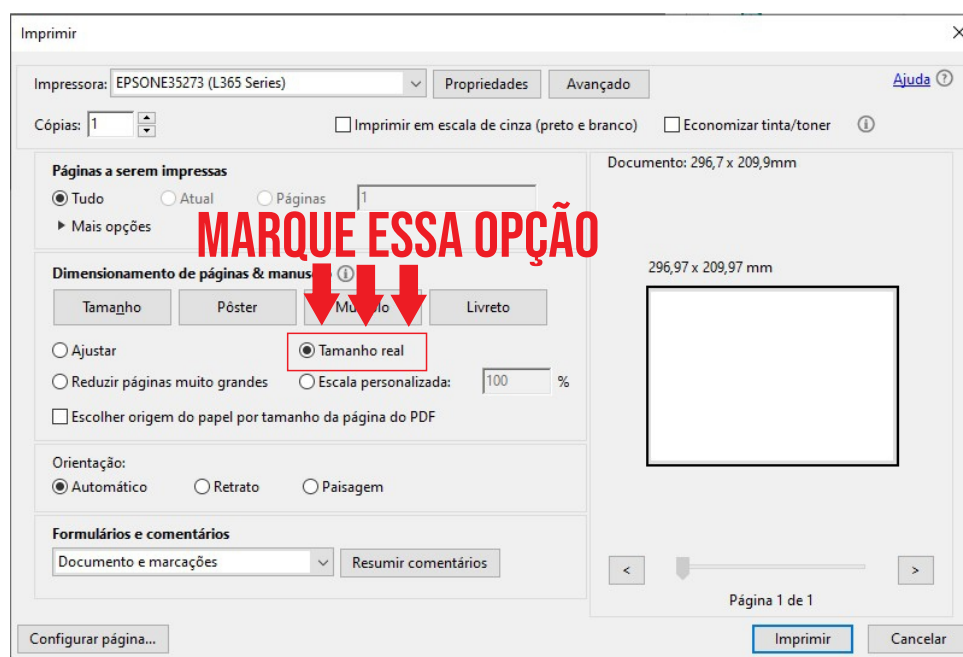 Imprimir
Impressora: EPSONE35273 (L365 Series) Propriedades Avançado Ajuda
Cópias: 1 Imprimir em escala de cinza (preto e branco) Economizar tinta/toner
Páginas a serem impressas
Tudo Atual Páginas 1
Mais opções
MARQUE ESSA OPÇÃO
Dimensionamento de páginas &
Tamanho Pôster Livreto
Ajustar Tamanho real
Reduzir páginas muito grandes Escala personalizada: 100 %
Escolher origem do papel por tamanho da página do PDF
Orientação:
Automático Retrato Paisagem
Formulários e comentários
Documento e marcações Resumir comentários
Documento: 296,7 x 209,9mm
296,97 x 209,97 mm
< >
Página 1 de 1
Configurar página... Imprimir Cancelar